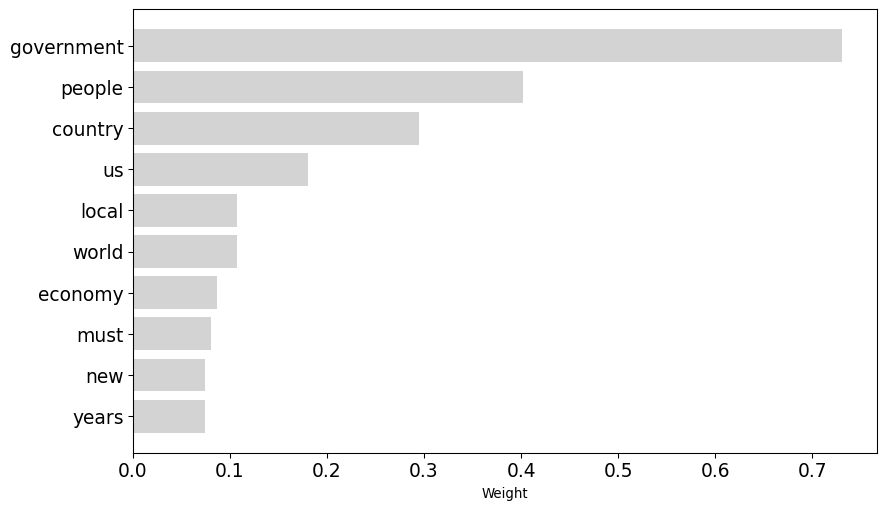 government
people
country
us
local
world
economy
must
new
years
0.0 0.1 0.2 0.3 0.4 0.5 0.6 0.7
Weight